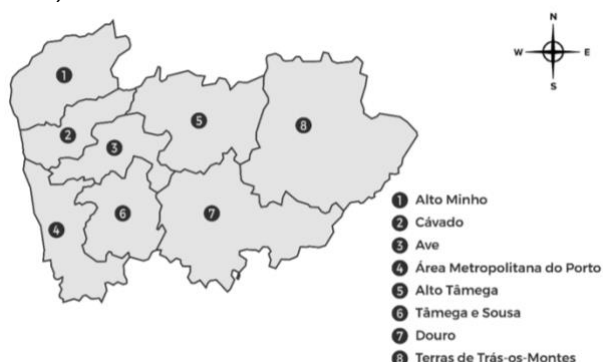 N
W E
S
1
8
5
2
3
6
7
4
1 Alto Minho
2 Cávado
3 Ave
4 Área Metropolitana do Porto
5 Alto Tâmega
6 Tâmega e Sousa
7 Douro
8 Terras de Trás-os-Montes